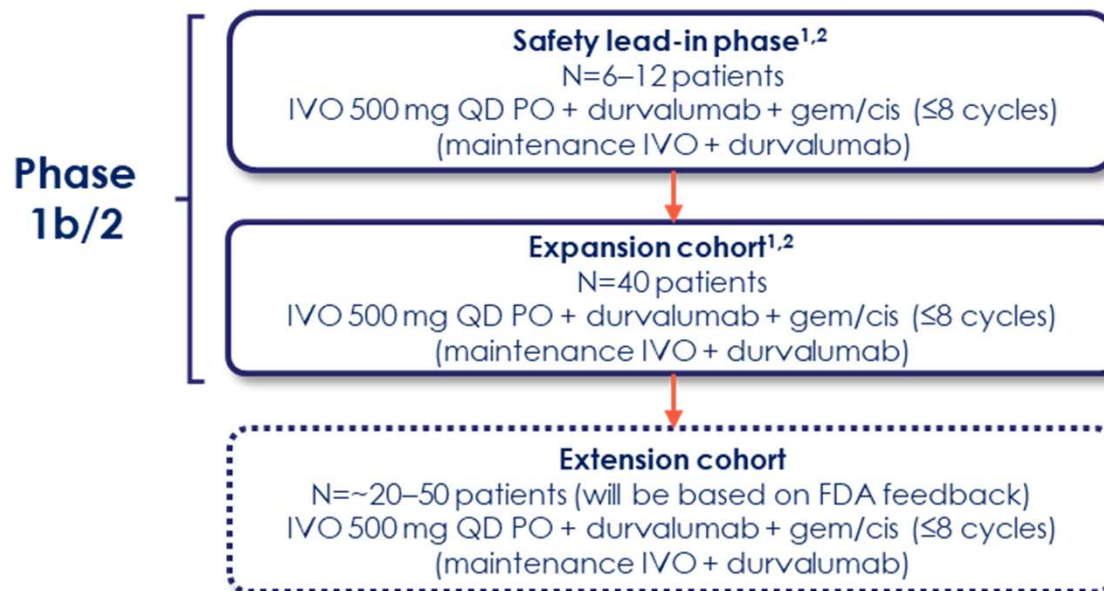 Phase
1b/2
Safety lead-in phase¹,²
N=6–12 patients
IVO 500 mg QD PO + durvalumab + gem/cis (≤8 cycles)
(maintenance IVO + durvalumab)
Expansion cohort¹,²
N=40 patients
IVO 500 mg QD PO + durvalumab + gem/cis (≤8 cycles)
(maintenance IVO + durvalumab)
Extension cohort
N=~20–50 patients (will be based on FDA feedback)
IVO 500 mg QD PO + durvalumab + gem/cis (≤8 cycles)
(maintenance IVO + durvalumab)